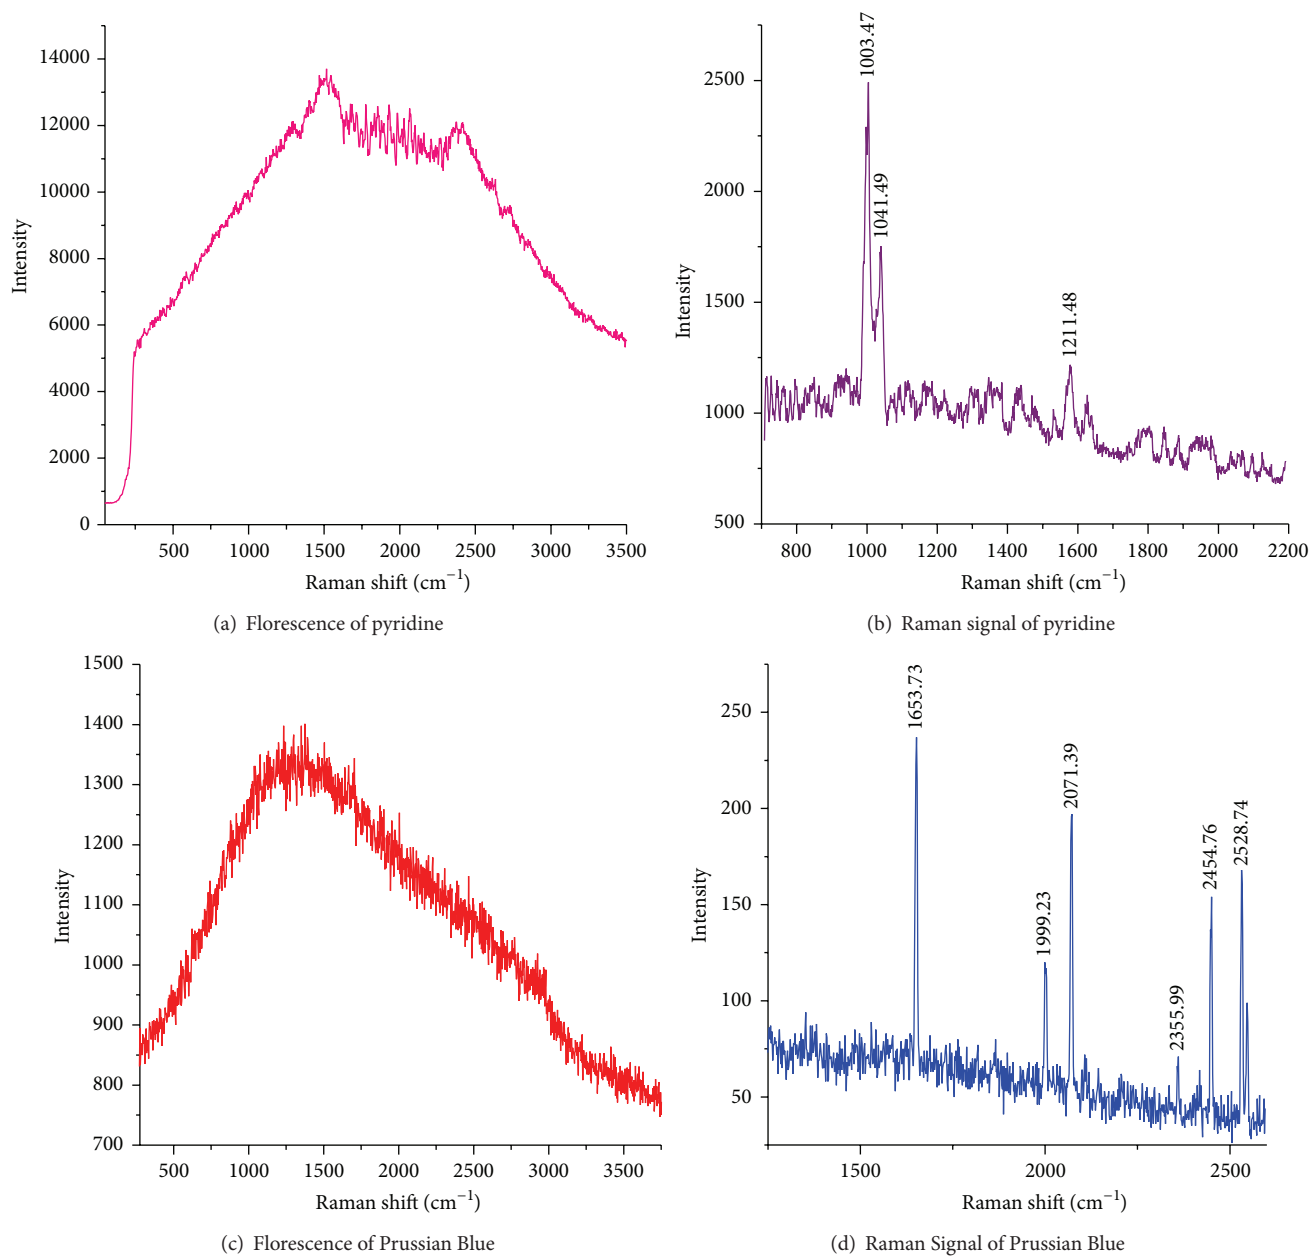 14000
12000
10000
8000
6000
4000
2000
0
Intensity
500 1000 1500 2000 2500 3000 3500
Raman shift (cm⁻¹)
(a) Florescence of pyridine
2500
2000
1500
1000
500
Intensity
1003.47
1041.49
1211.48
800 1000 1200 1400 1600 1800 2000 2200
Raman shift (cm⁻¹)
(b) Raman signal of pyridine
1500
1400
1300
1200
1100
1000
900
800
700
Intensity
500 1000 1500 2000 2500 3000 3500
Raman shift (cm⁻¹)
(c) Florescence of Prussian Blue
250
200
150
100
50
Intensity
1653.73
1999.23
2071.39
2355.99
2454.76
2528.74
1500 2000 2500
Raman shift (cm⁻¹)
(d) Raman Signal of Prussian Blue